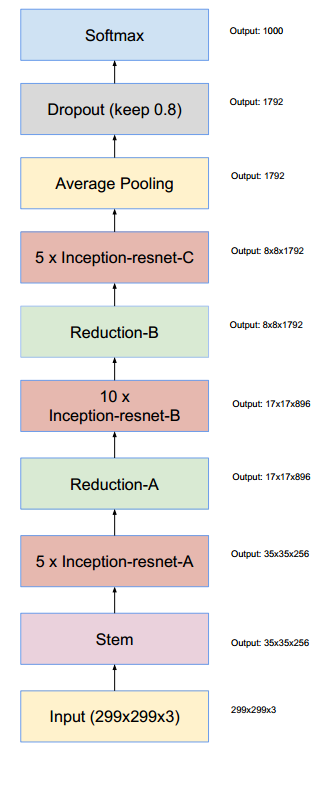 Softmax
Output: 1000
Dropout (keep 0.8)
Output: 1792
Average Pooling
Output: 1792
5 x Inception-resnet-C
Output: 8x8x1792
Reduction-B
Output: 8x8x1792
10 x
Inception-resnet-B
Output: 17x17x896
Reduction-A
Output: 17x17x896
5 x Inception-resnet-A
Output: 35x35x256
Stem
Output: 35x35x256
Input (299x299x3)
299x299x3